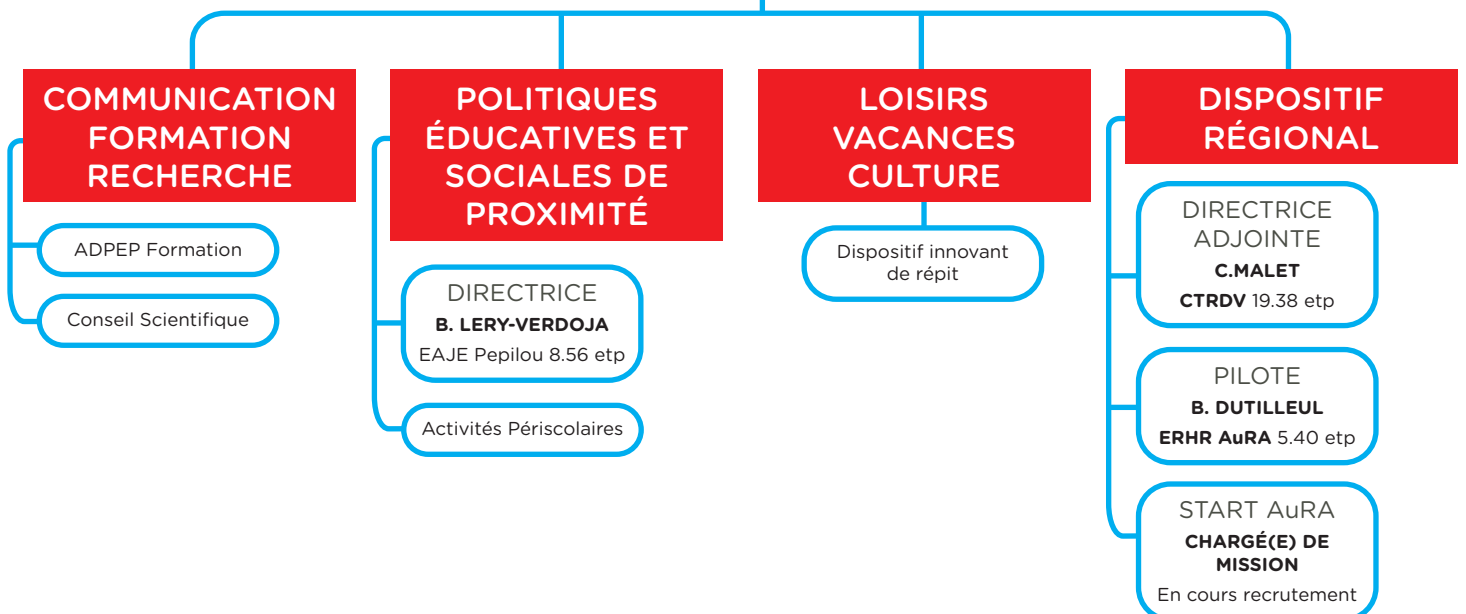 COMMUNICATION
FORMATION
RECHERCHE
ADPEP Formation
Conseil Scientifique
POLITIQUES
ÉDUCATIVES ET
SOCIALES DE
PROXIMITÉ
DIRECTRICE
B. LERY-VERDOJA
EAJE Pepilou 8.56 etp
Activités Périscolaires
LOISIRS
VACANCES
CULTURE
Dispositif innovant
de répit
DISPOSITIF
RÉGIONAL
DIRECTRICE
ADJOINTE
C.MALET
CTRDV 19.38 etp
PILOTE
B. DUTILLEUL
ERHR AuRA 5.40 etp
START AuRA
CHARGÉ(E) DE
MISSION
En cours recrutement